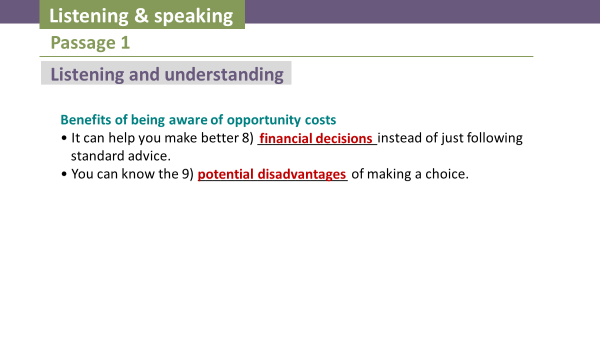 Listening & speaking
Passage 1
Listening and understanding
Benefits of being aware of opportunity costs
• It can help you make better 8) financial decisions instead of just following
standard advice.
• You can know the 9) potential disadvantages of making a choice.